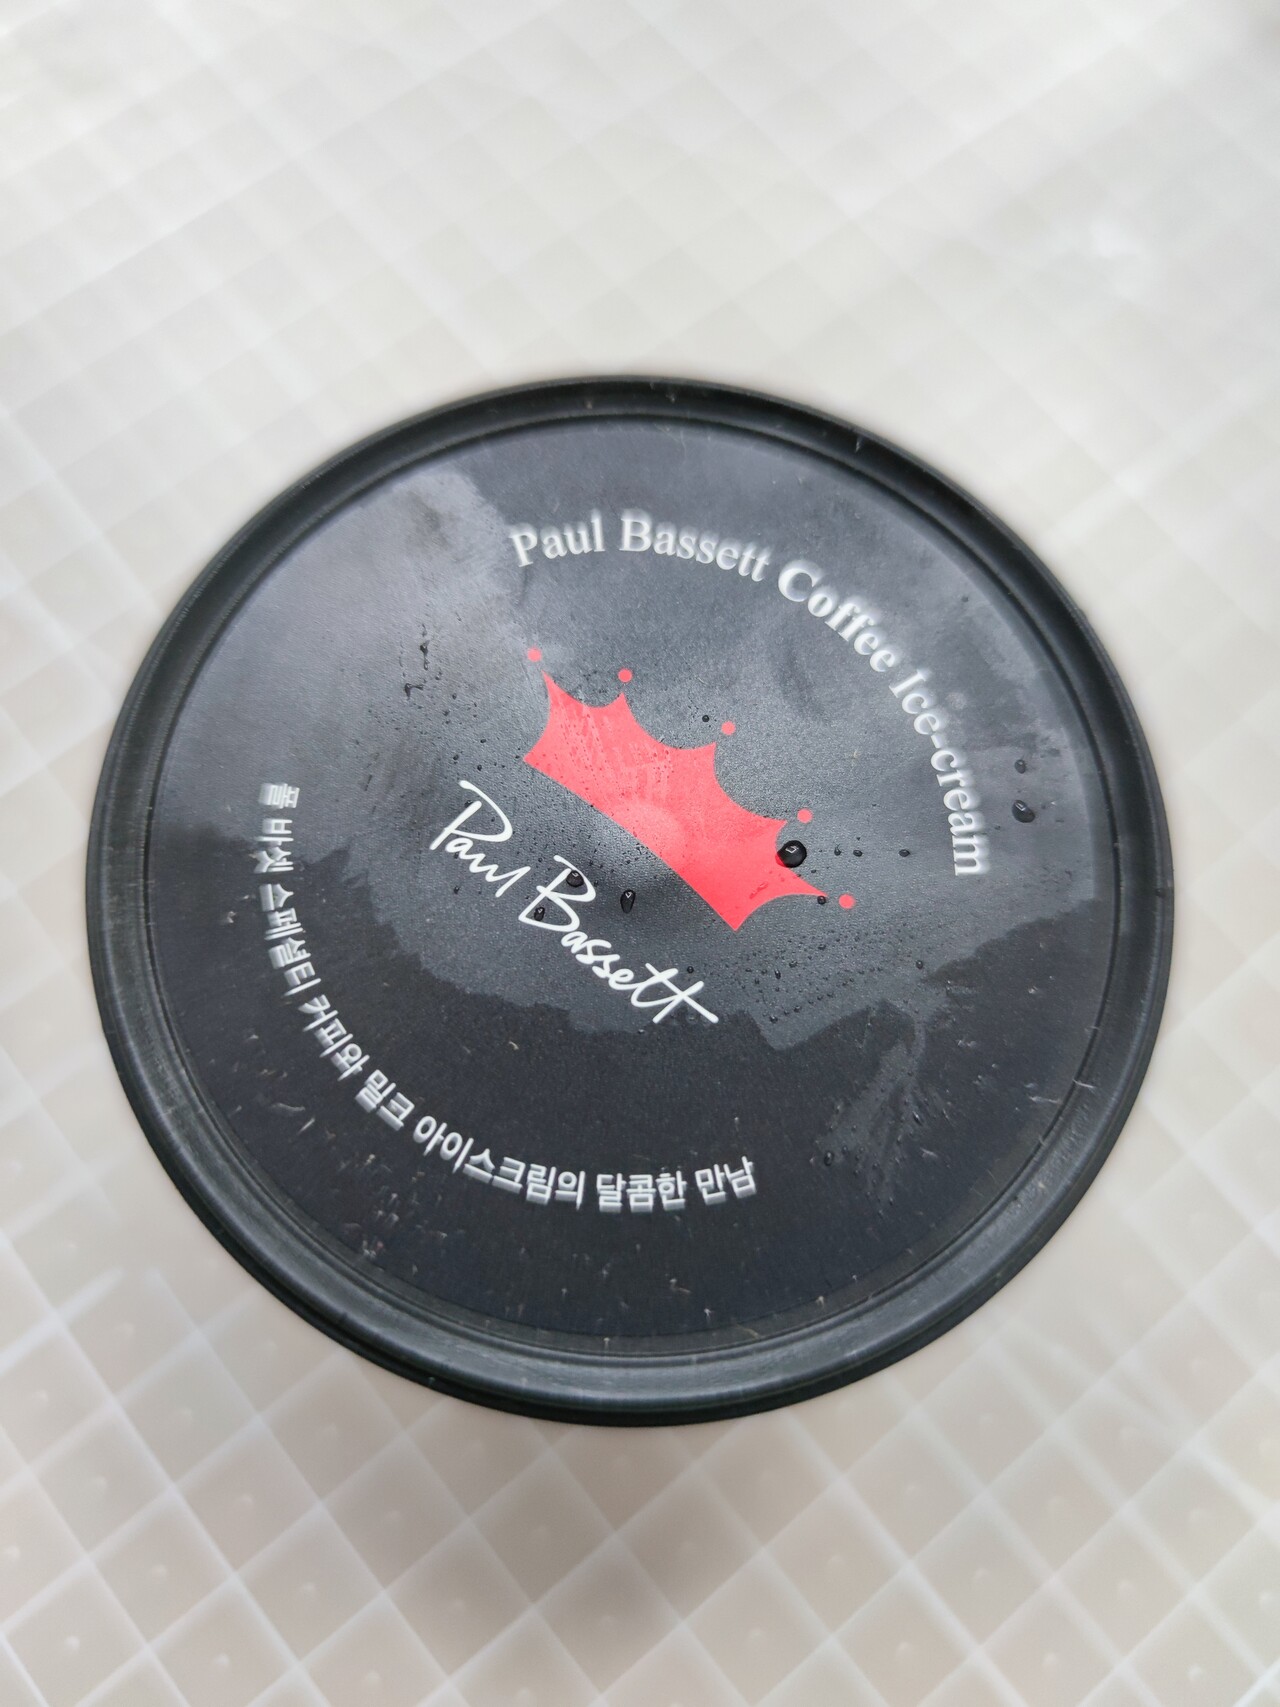 Paul Bassett Coffee Ice-cream
Paul Bassett
폴 바셋 스페셜티 커피와 밀크 아이스크림의 달콤한 만남